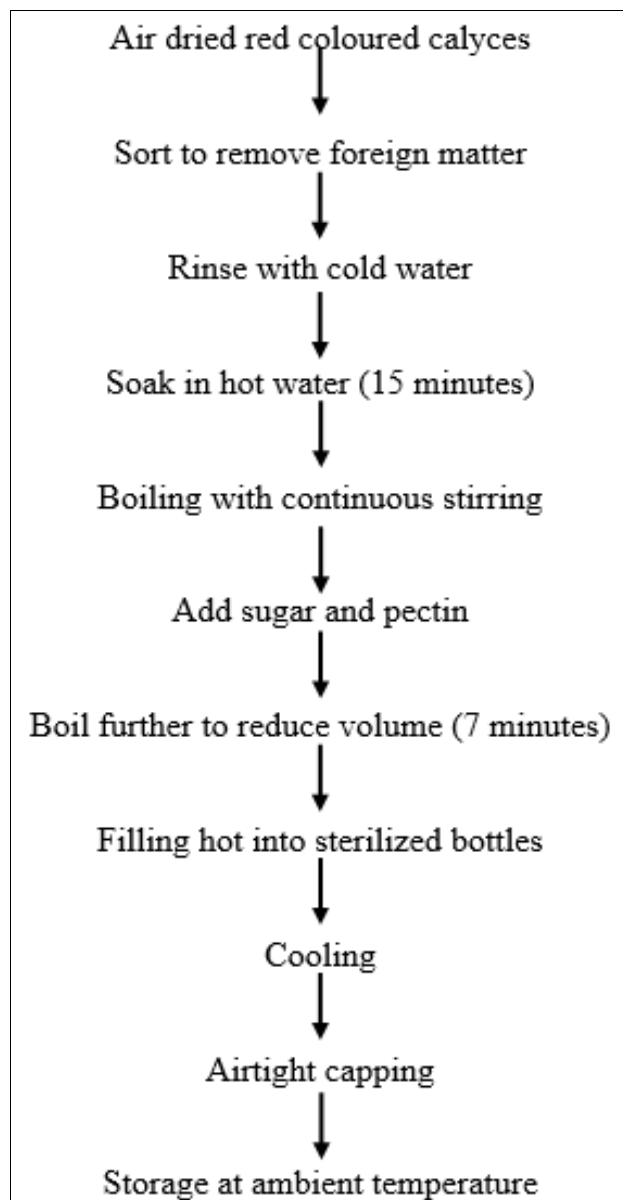 Air dried red coloured calyces
Sort to remove foreign matter
Rinse with cold water
Soak in hot water (15 minutes)
Boiling with continuous stirring
Add sugar and pectin
Boil further to reduce volume (7 minutes)
Filling hot into sterilized bottles
Cooling
Airtight capping
Storage at ambient temperature